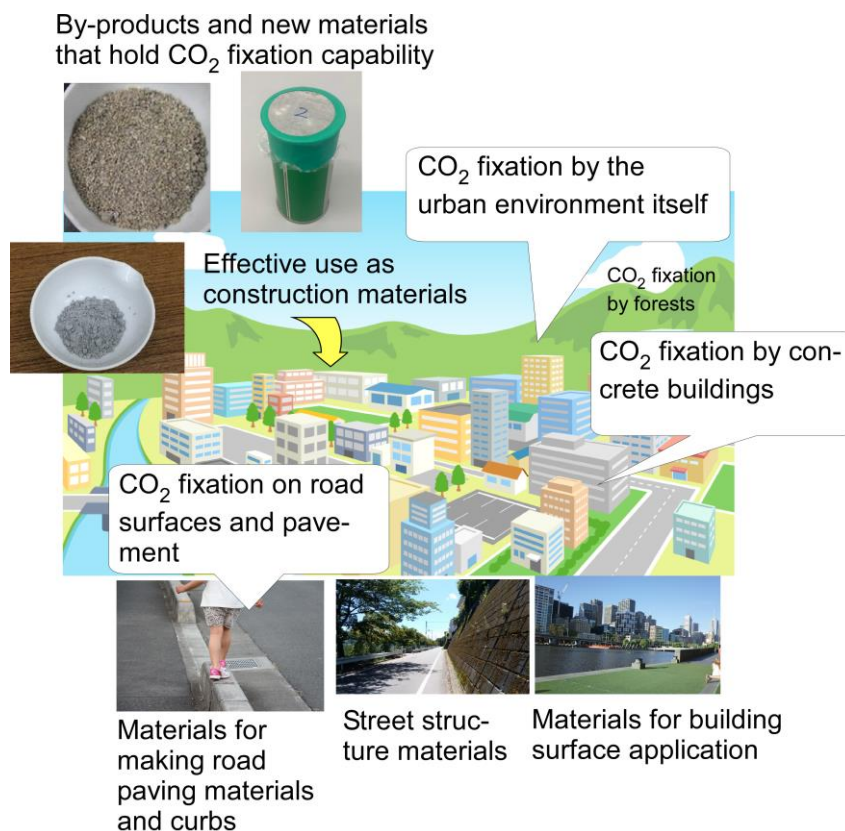 By-products and new materials
that hold CO₂ fixation capability
2
CO₂ fixation by the
urban environment itself
Effective use as
construction materials
CO₂ fixation
by forests
CO₂ fixation by con-
crete buildings
CO₂ fixation on road
surfaces and pave-
ment
Materials for
making road
paving materials
and curbs
Street struc-
ture materials
Materials for building
surface application